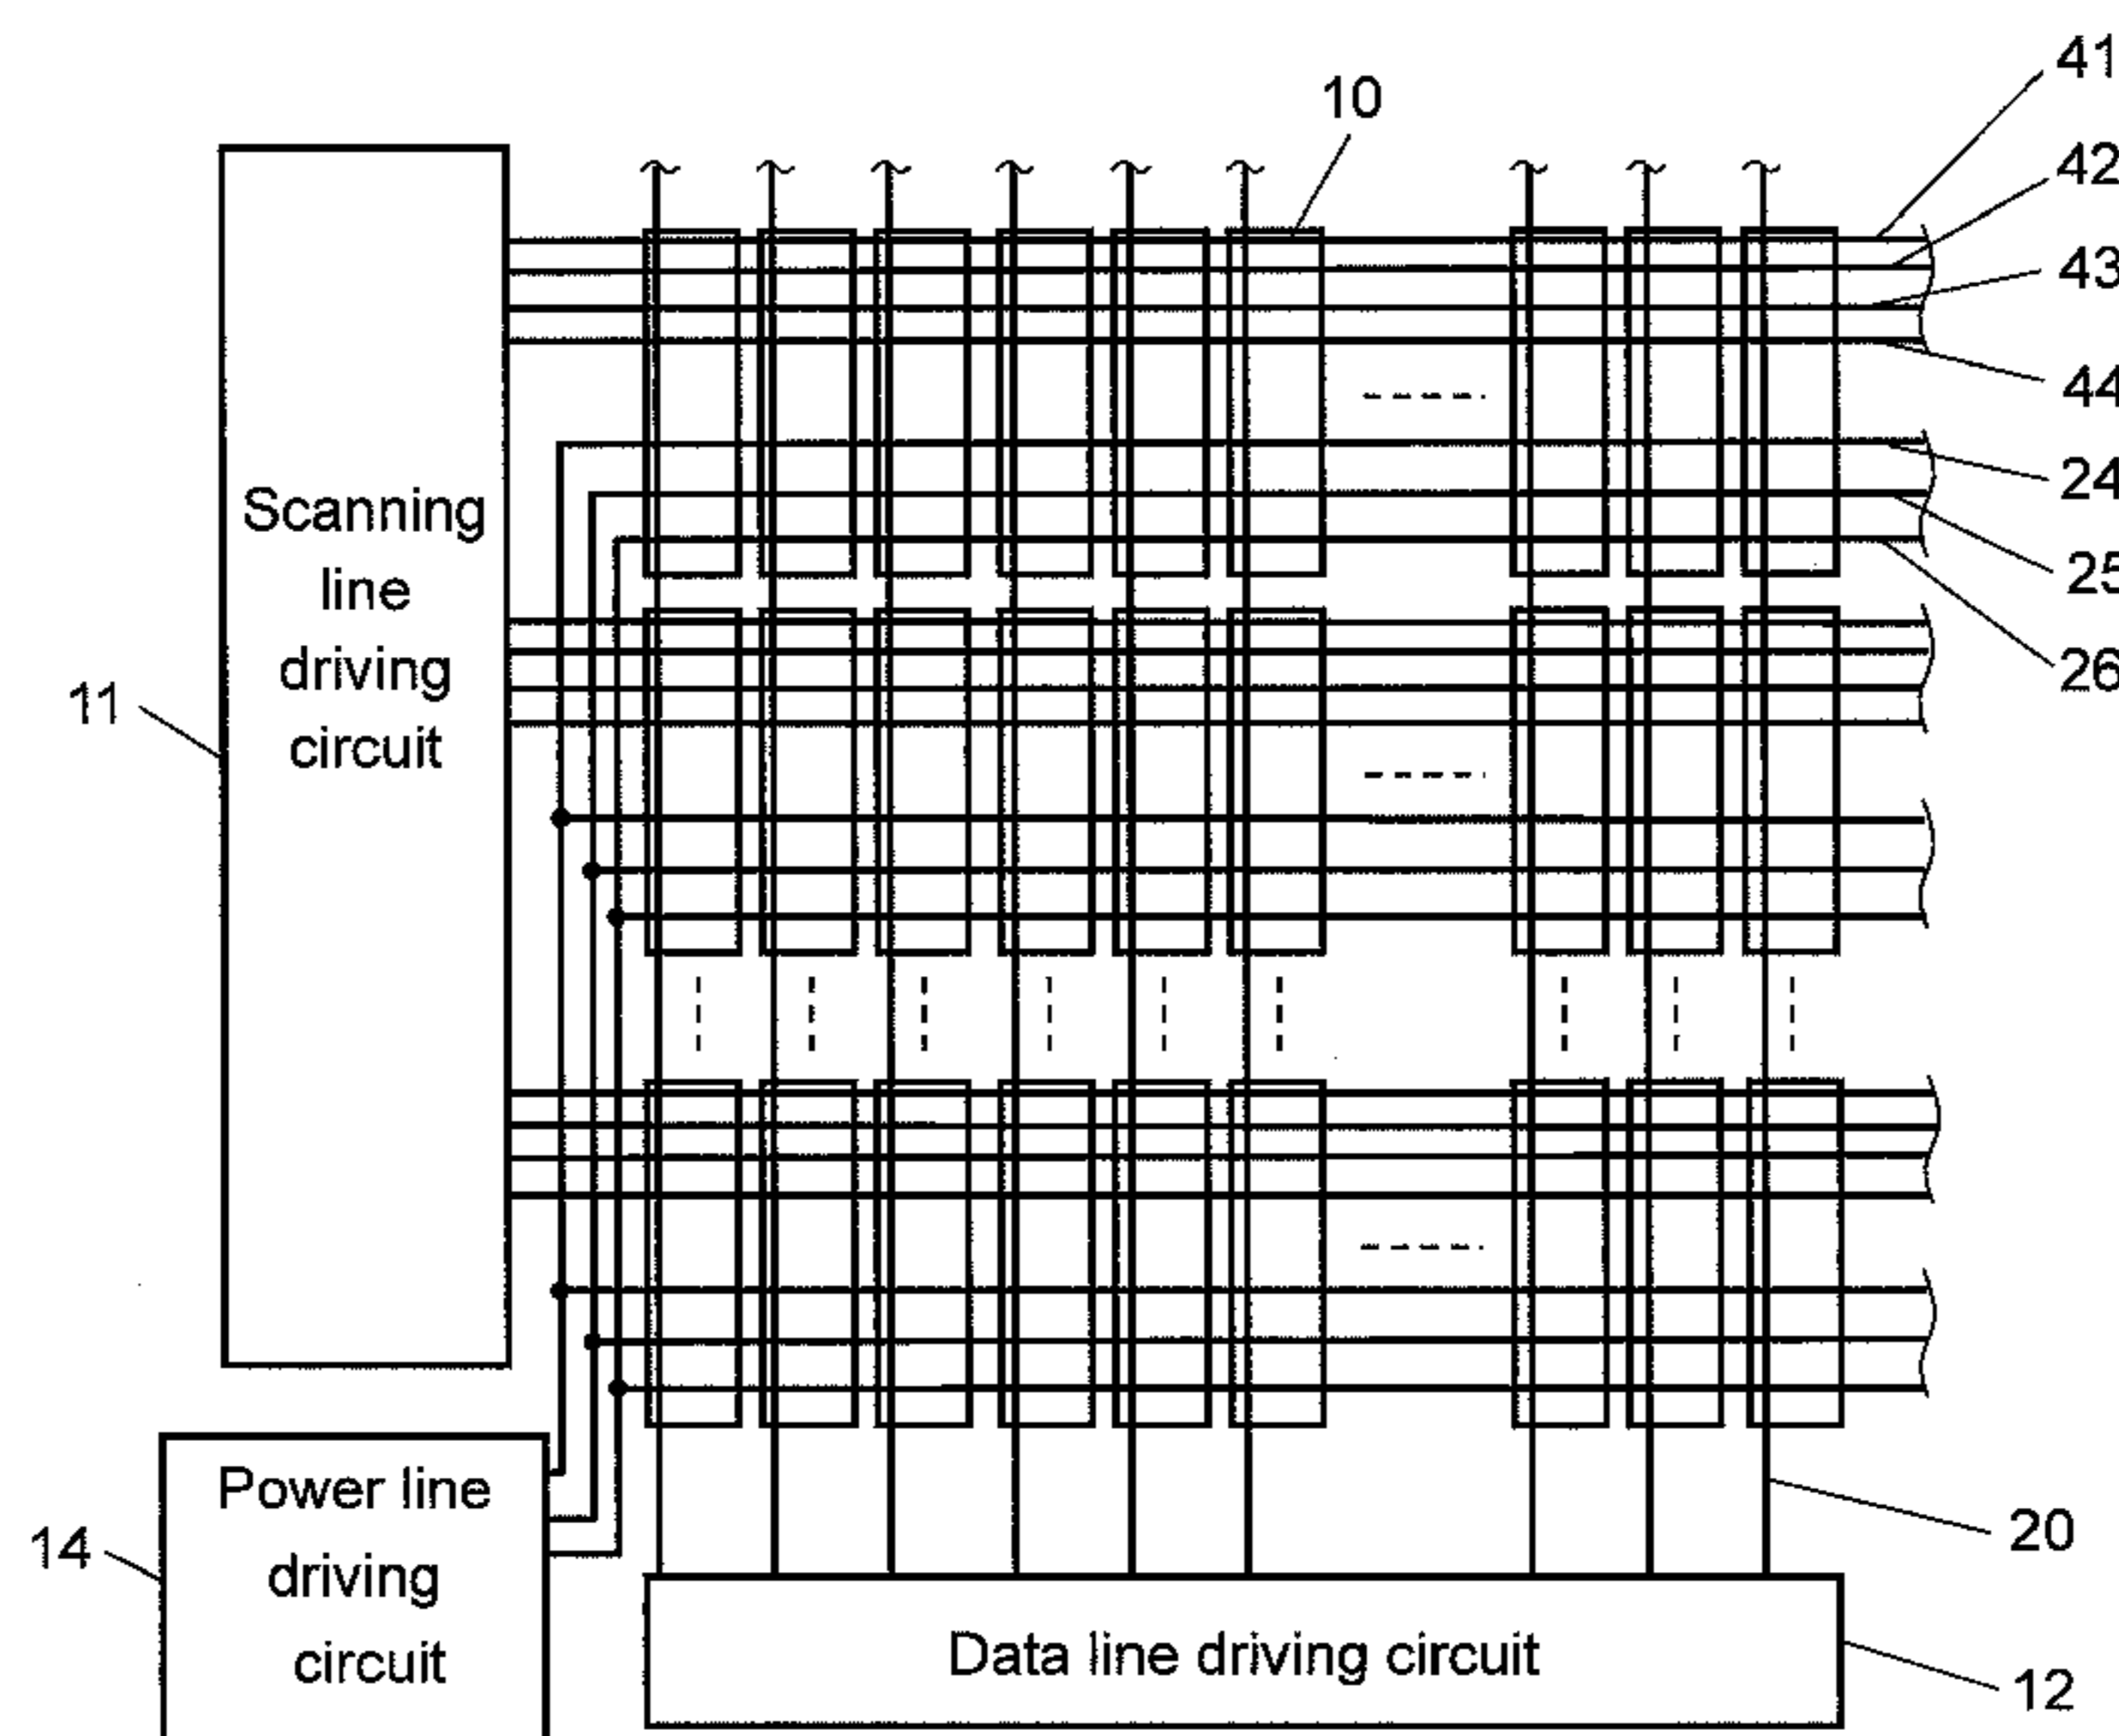 41
10
42
43
44
24
25
26
Scanning
line
driving
circuit
11
Power line
driving
circuit
14
20
Data line driving circuit
12